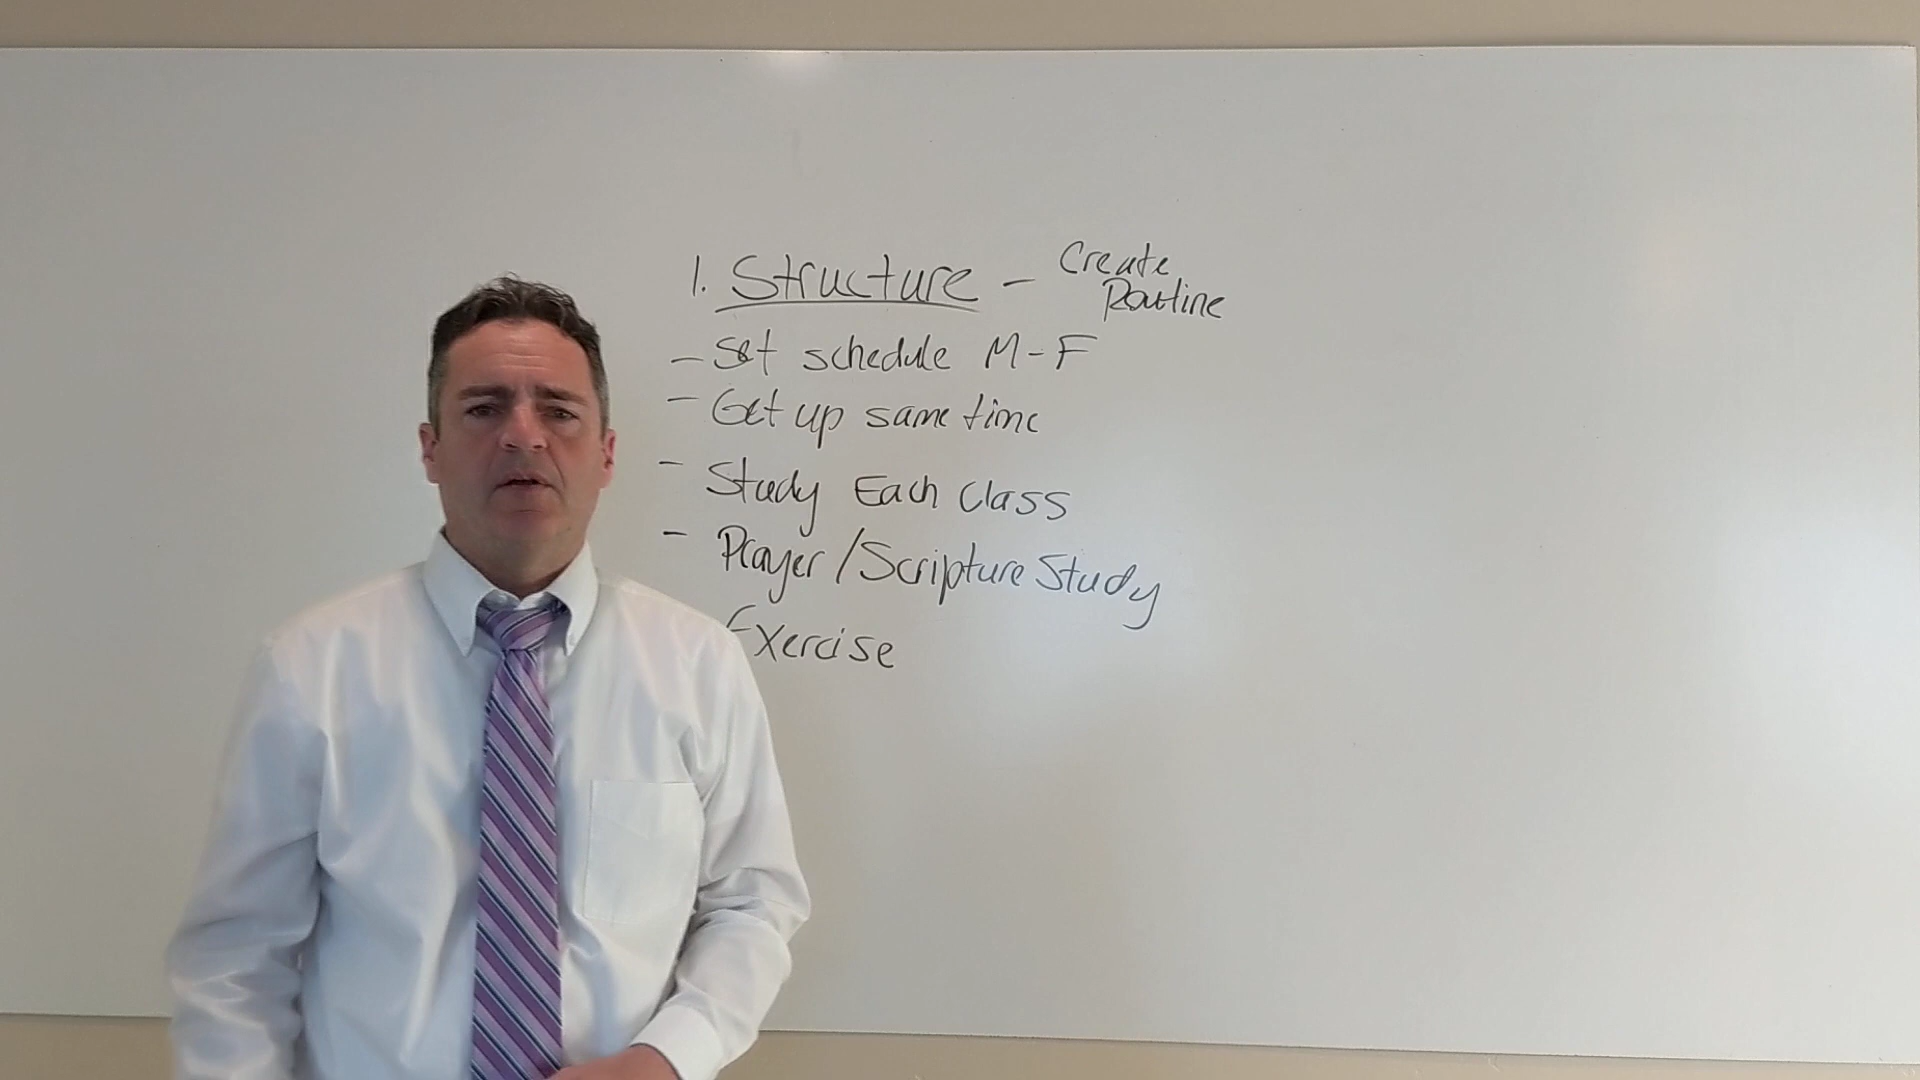 1. Structure - Create
Routine
- Set schedule M-F
- Get up same time
- Study Each Class
- Prayer/Scripture Study
Exercise